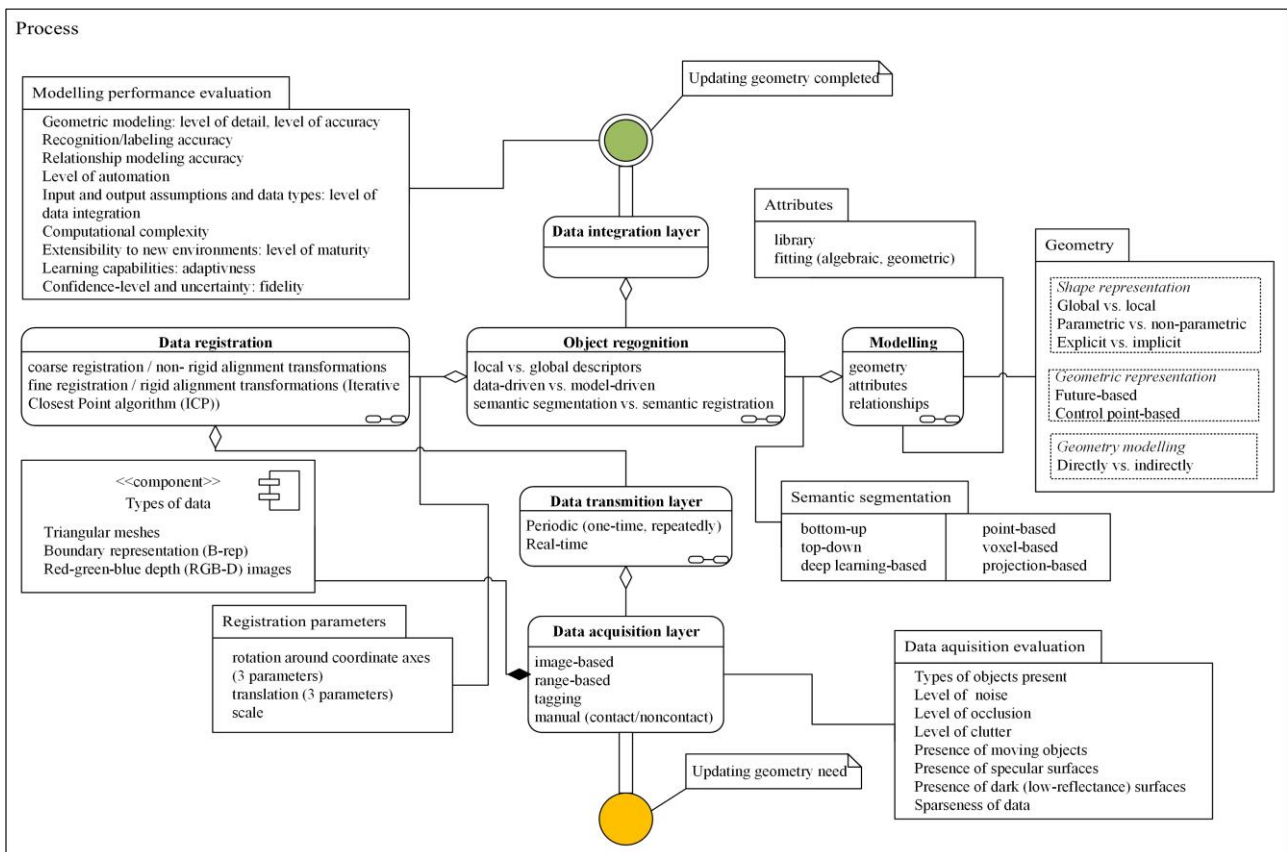 Process
Updating geometry completed
Modelling performance evaluation
Geometric modeling: level of detail, level of accuracy
Recognition/labeling accuracy
Relationship modeling accuracy
Level of automation
Input and output assumptions and data types: level of
data integration
Computational complexity
Extensibility to new environments: level of maturity
Learning capabilities: adaptivness
Confidence-level and uncertainty: fidelity
Data integration layer
Attributes
library
fitting (algebraic, geometric)
Geometry
Shape representation
Global vs. local
Parametric vs. non-parametric
Explicit vs. implicit
Geometric representation
Future-based
Control point-based
Geometry modelling
Directly vs. indirectly
Data registration
coarse registration / non- rigid alignment transformations
fine registration / rigid alignment transformations (Iterative
Closest Point algorithm (ICP))
Object regognition
local vs. global descriptors
data-driven vs. model-driven
semantic segmentation vs. semantic registration
Modelling
geometry
attributes
relationships
<<component>>
Types of data
Triangular meshes
Boundary representation (B-rep)
Red-green-blue depth (RGB-D) images
Data transmition layer
Periodic (one-time, repeatedly)
Real-time
Semantic segmentation
bottom-up
top-down
deep learning-based
point-based
voxel-based
projection-based
Registration parameters
rotation around coordinate axes
(3 parameters)
translation (3 parameters)
scale
Data acquisition layer
image-based
range-based
tagging
manual (contact/noncontact)
Data aquisition evaluation
Types of objects present
Level of  noise
Level of occlusion
Level of clutter
Presence of moving objects
Presence of specular surfaces
Presence of dark (low-reflectance) surfaces
Sparseness of data
Updating geometry need